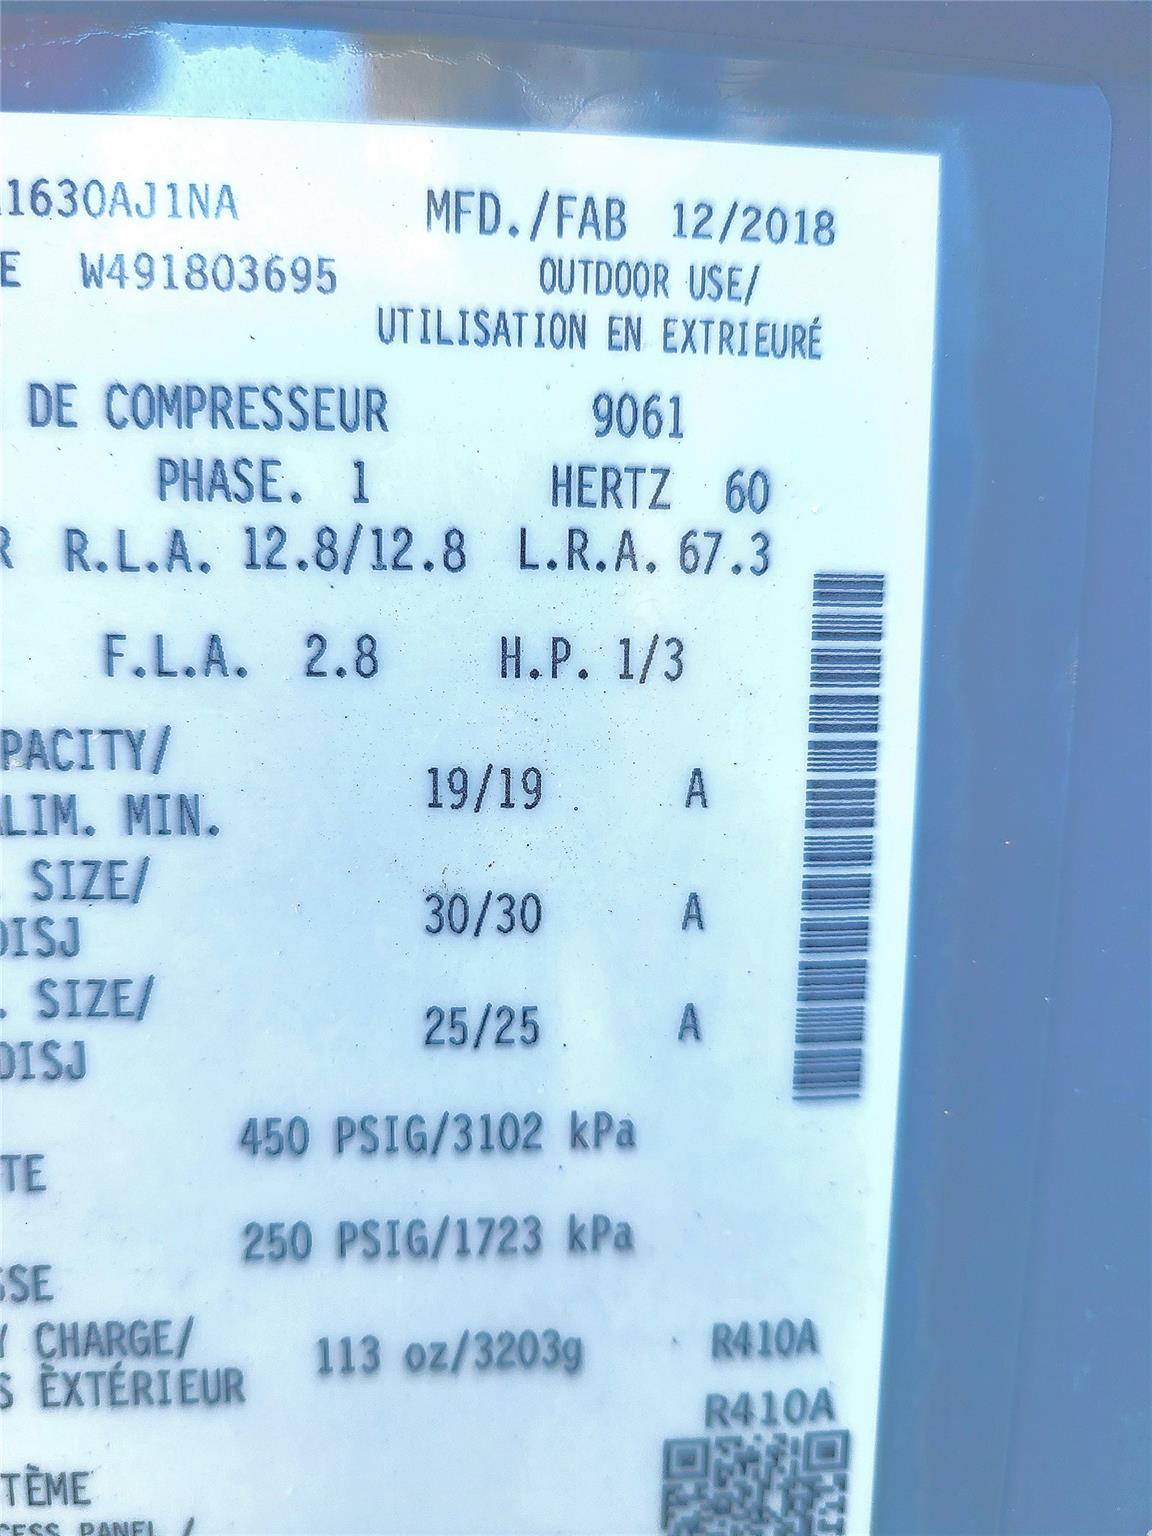 1630AJ1NA MFD./FAB 12/2018
E W491803695 OUTDOOR USE/
UTILISATION EN EXTRIEURÉ
DE COMPRESSEUR 9061
PHASE. 1 HERTZ 60
R R.L.A. 12.8/12.8 L.R.A. 67.3
F.L.A. 2.8 H.P. 1/3
PACITY/
19/19 A
LIM. MIN.
SIZE/
30/30 A
DISJ
. SIZE/
25/25 A
DISJ
450 PSIG/3102 kPa
TE
250 PSIG/1723 kPa
SSE
Y CHARGE/ 113 oz/3203g R410A
S EXTÉRIEUR
R410A
TÈME
CESS PANEL /